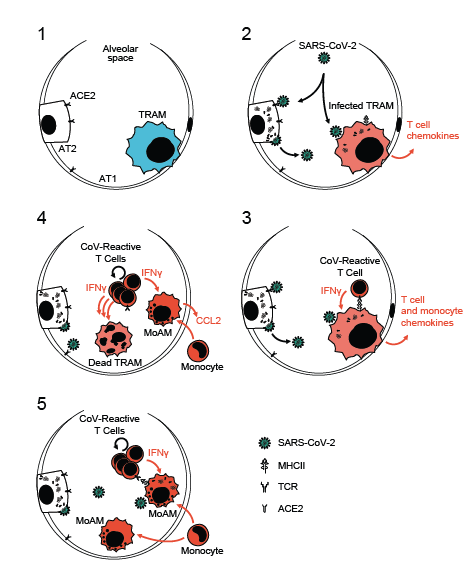 1
Alveolar
space
ACE2
TRAM
AT2
AT1
2
SARS-CoV-2
Infected TRAM
T cell
chemokines
4
CoV-Reactive
T Cells
IFNγ
IFNγ
CCL2
MoAM
Dead TRAM
Monocyte
3
CoV-Reactive
T Cell
IFNγ
T cell
and monocyte
chemokines
5
CoV-Reactive
T Cells
IFNγ
MoAM
MoAM
Monocyte
SARS-CoV-2
MHCII
TCR
ACE2